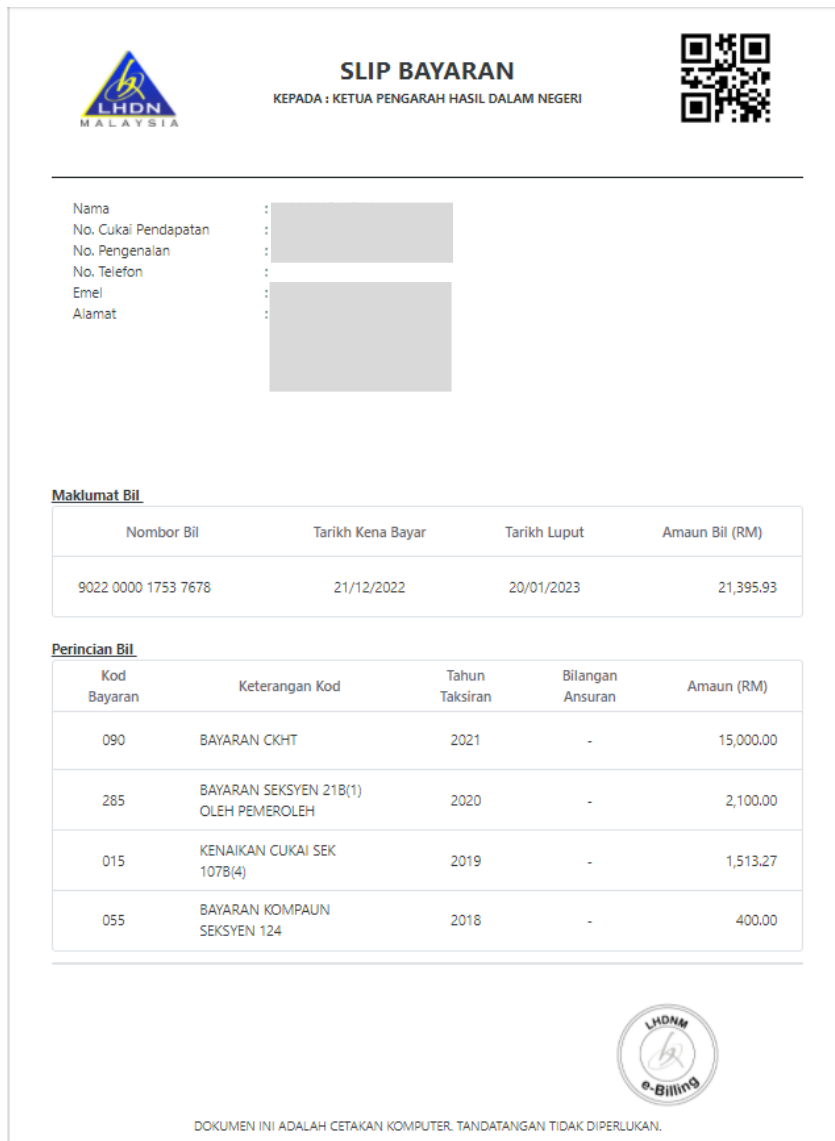 LHDN
MALAYSIA
SLIP BAYARAN
KEPADA : KETUA PENGARAH HASIL DALAM NEGERI
Nama :
No. Cukai Pendapatan :
No. Pengenalan :
No. Telefon :
Emel :
Alamat :
Maklumat Bil
Nombor Bil Tarikh Kena Bayar Tarikh Luput Amaun Bil (RM)
9022 0000 1753 7678 21/12/2022 20/01/2023 21,395.93
Perincian Bil
Kod Bayaran Keterangan Kod Tahun Taksiran Bilangan Ansuran Amaun (RM)
090 BAYARAN CKHT 2021 - 15,000.00
285 BAYARAN SEKSYEN 21B(1) OLEH PEMEROLEH 2020 - 2,100.00
015 KENAIKAN CUKAI SEK 107B(4) 2019 - 1,513.27
055 BAYARAN KOMPAUN SEKSYEN 124 2018 - 400.00
LHDNM
e-Billing
DOKUMEN INI ADALAH CETAKAN KOMPUTER. TANDATANGAN TIDAK DIPERLUKAN.